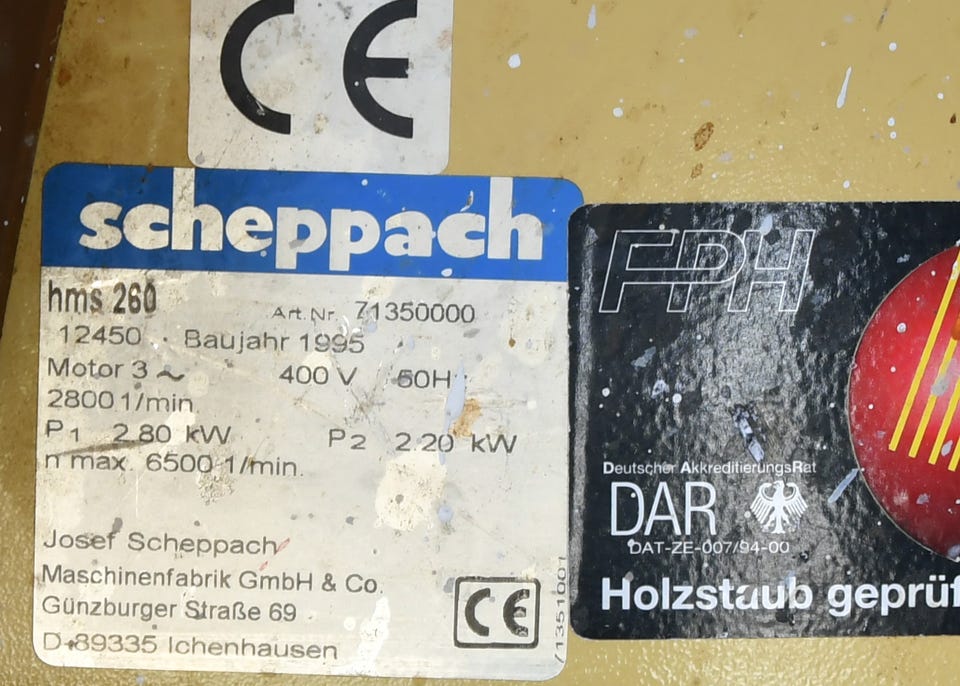 CE
scheppach
hms 260 Art.Nr. 71350000
12450 Baujahr 1995
Motor 3 ~ 400 V 50H
2800 1/min
P1 2.80 kW P2 2.20 kW
n max. 6500 1/min.
Josef Scheppach
Maschinenfabrik GmbH & Co.
Günzburger Straße 69
D-89335 Ichenhausen
CE
71351001
FPH
Deutscher AkkreditierungsRat
DAR
DAT-ZE-007/94-00
Holzstaub geprüf